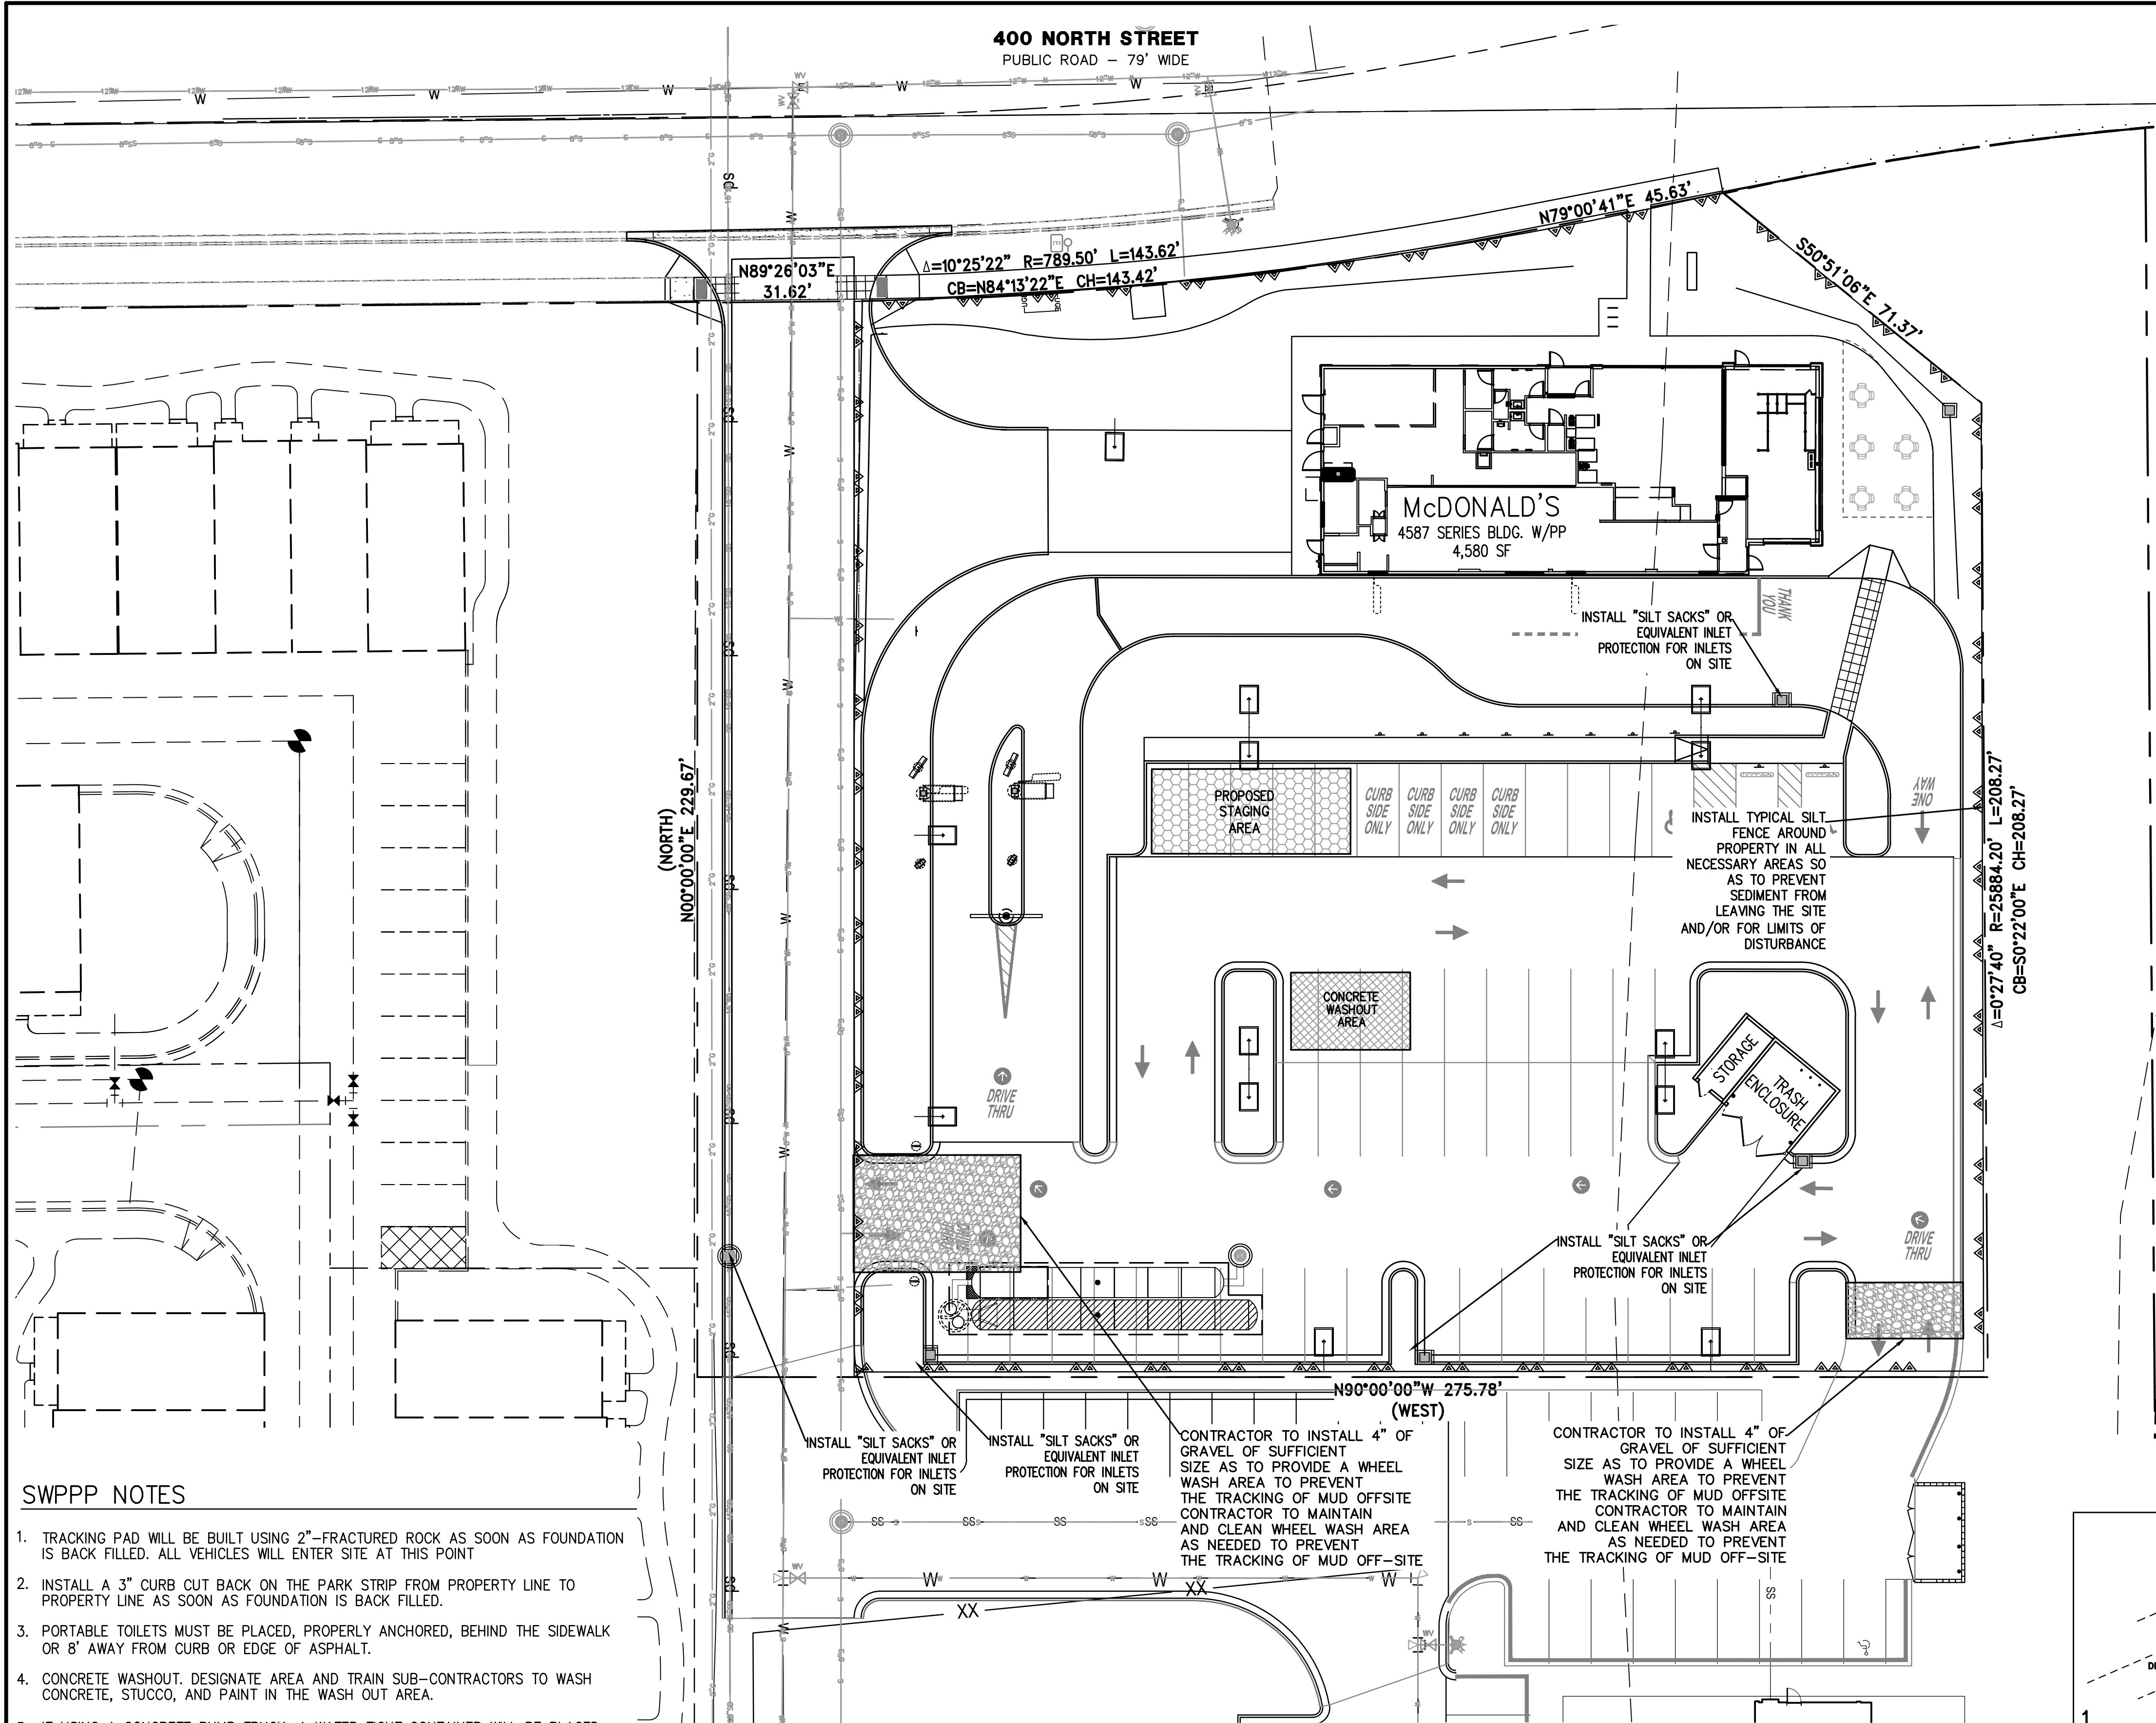 400 NORTH STREET
PUBLIC ROAD – 79' WIDE
N79°00'41"E 45.63'
S50°51'06"E 71.37'
N89°26'03"E
31.62'
Δ=10°25'22" R=789.50' L=143.62'
CB=N84°13'22"E CH=143.42'
McDONALD'S
4587 SERIES BLDG. W/PP
4,580 SF
THANK
YOU
INSTALL "SILT SACKS" OR
EQUIVALENT INLET
PROTECTION FOR INLETS
ON SITE
(NORTH)
N00°00'00"E 229.67'
PROPOSED
STAGING
AREA
CURB
SIDE
ONLY
CURB
SIDE
ONLY
CURB
SIDE
ONLY
CURB
SIDE
ONLY
ONE
WAY
INSTALL TYPICAL SILT
FENCE AROUND
PROPERTY IN ALL
NECESSARY AREAS SO
AS TO PREVENT
SEDIMENT FROM
LEAVING THE SITE
AND/OR FOR LIMITS OF
DISTURBANCE
Δ=0°27'40" R=25884.20' L=208.27'
CB=S0°22'00"E CH=208.27'
CONCRETE
WASHOUT
AREA
STORAGE
TRASH
ENCLOSURE
DRIVE
THRU
DRIVE
THRU
DRIVE
THRU
INSTALL "SILT SACKS" OR
EQUIVALENT INLET
PROTECTION FOR INLETS
ON SITE
N90°00'00"W 275.78'
(WEST)
INSTALL "SILT SACKS" OR
EQUIVALENT INLET
PROTECTION FOR INLETS
ON SITE
INSTALL "SILT SACKS" OR
EQUIVALENT INLET
PROTECTION FOR INLETS
ON SITE
CONTRACTOR TO INSTALL 4" OF
GRAVEL OF SUFFICIENT
SIZE AS TO PROVIDE A WHEEL
WASH AREA TO PREVENT
THE TRACKING OF MUD OFFSITE
CONTRACTOR TO MAINTAIN
AND CLEAN WHEEL WASH AREA
AS NEEDED TO PREVENT
THE TRACKING OF MUD OFF–SITE
CONTRACTOR TO INSTALL 4" OF
GRAVEL OF SUFFICIENT
SIZE AS TO PROVIDE A WHEEL
WASH AREA TO PREVENT
THE TRACKING OF MUD OFFSITE
CONTRACTOR TO MAINTAIN
AND CLEAN WHEEL WASH AREA
AS NEEDED TO PREVENT
THE TRACKING OF MUD OFF–SITE
SWPPP NOTES
1. TRACKING PAD WILL BE BUILT USING 2"–FRACTURED ROCK AS SOON AS FOUNDATION
IS BACK FILLED. ALL VEHICLES WILL ENTER SITE AT THIS POINT
2. INSTALL A 3" CURB CUT BACK ON THE PARK STRIP FROM PROPERTY LINE TO
PROPERTY LINE AS SOON AS FOUNDATION IS BACK FILLED.
3. PORTABLE TOILETS MUST BE PLACED, PROPERLY ANCHORED, BEHIND THE SIDEWALK
OR 8' AWAY FROM CURB OR EDGE OF ASPHALT.
4. CONCRETE WASHOUT. DESIGNATE AREA AND TRAIN SUB–CONTRACTORS TO WASH
CONCRETE, STUCCO, AND PAINT IN THE WASH OUT AREA.
XX
XX
1